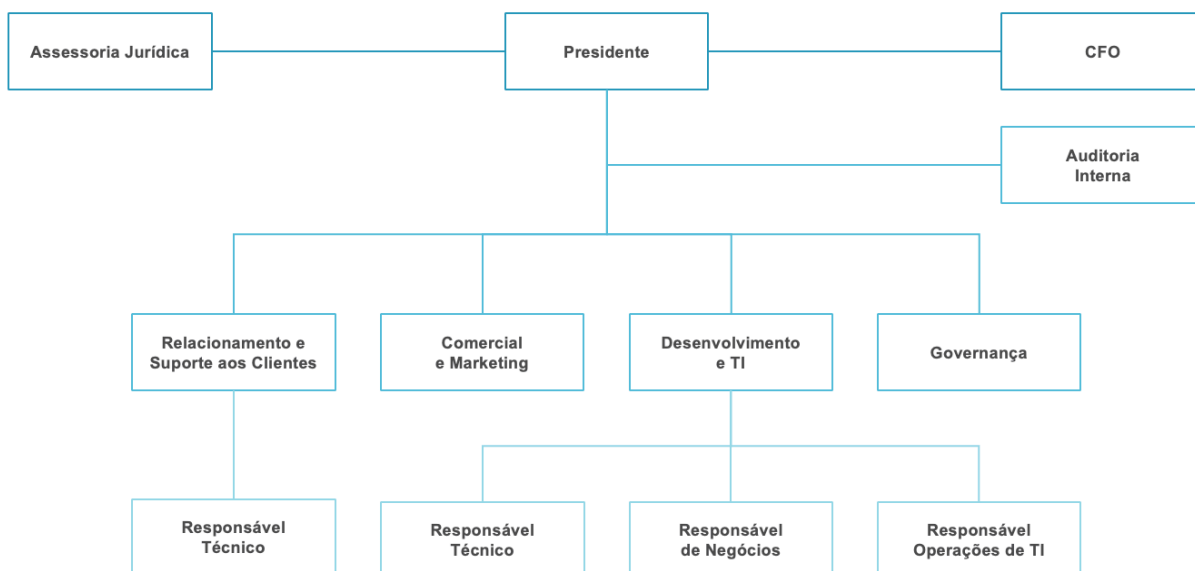 Assessoria Jurídica
Presidente
CFO
Auditoria
Interna
Relacionamento e
Suporte aos Clientes
Comercial
e Marketing
Desenvolvimento
e TI
Governança
Responsável
Técnico
Responsável
Técnico
Responsável
de Negócios
Responsável
Operações de TI